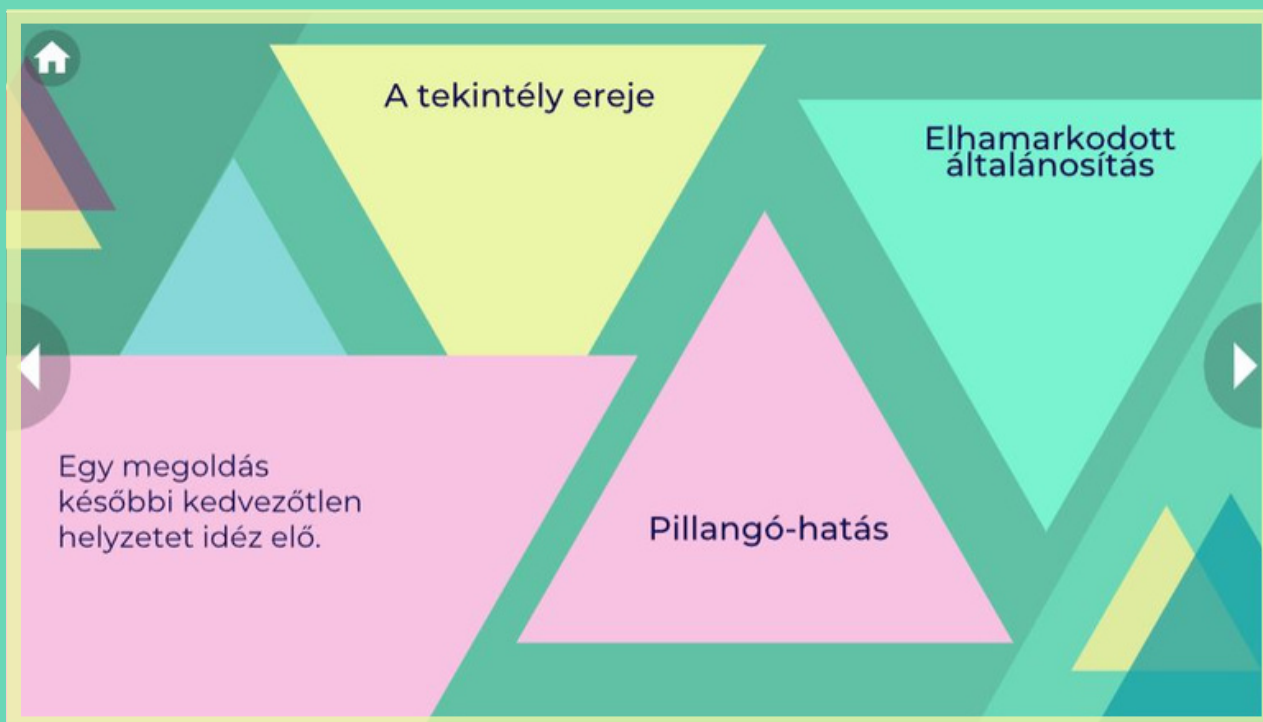 A tekintély ereje
Elhamarkodott
általánosítás
Egy megoldás
későbbi kedvezőtlen
helyzetet idéz elő.
Pillangó-hatás